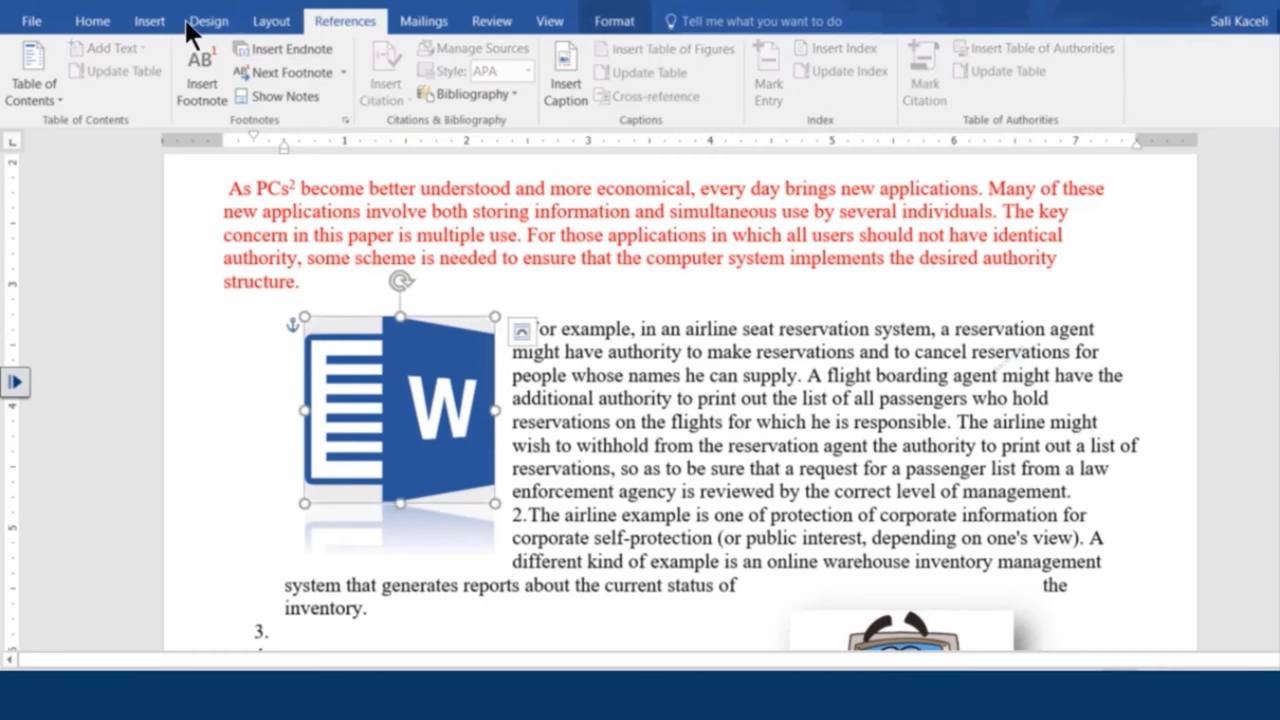 File Home Insert Design Layout References Mailings Review View Format Tell me what you want to do Sali Kaceli
Table of Contents
Add Text
Update Table
Table of Contents
AB1
Insert Footnote
Insert Endnote
Next Footnote
Show Notes
Footnotes
Insert Citation
Manage Sources
Style: APA
Bibliography
Citations & Bibliography
Insert Caption
Insert Table of Figures
Update Table
Cross-reference
Captions
Mark Entry
Insert Index
Update Index
Index
Mark Citation
Insert Table of Authorities
Update Table
Table of Authorities
L
1 2 3 4 5 6 7
2
3
4
5
As PCs2 become better understood and more economical, every day brings new applications. Many of these
new applications involve both storing information and simultaneous use by several individuals. The key
concern in this paper is multiple use. For those applications in which all users should not have identical
authority, some scheme is needed to ensure that the computer system implements the desired authority
structure.
W
or example, in an airline seat reservation system, a reservation agent
might have authority to make reservations and to cancel reservations for
people whose names he can supply. A flight boarding agent might have the
additional authority to print out the list of all passengers who hold
reservations on the flights for which he is responsible. The airline might
wish to withhold from the reservation agent the authority to print out a list of
reservations, so as to be sure that a request for a passenger list from a law
enforcement agency is reviewed by the correct level of management.
2.The airline example is one of protection of corporate information for
corporate self-protection (or public interest, depending on one's view). A
different kind of example is an online warehouse inventory management
system that generates reports about the current status of the
inventory.
3.